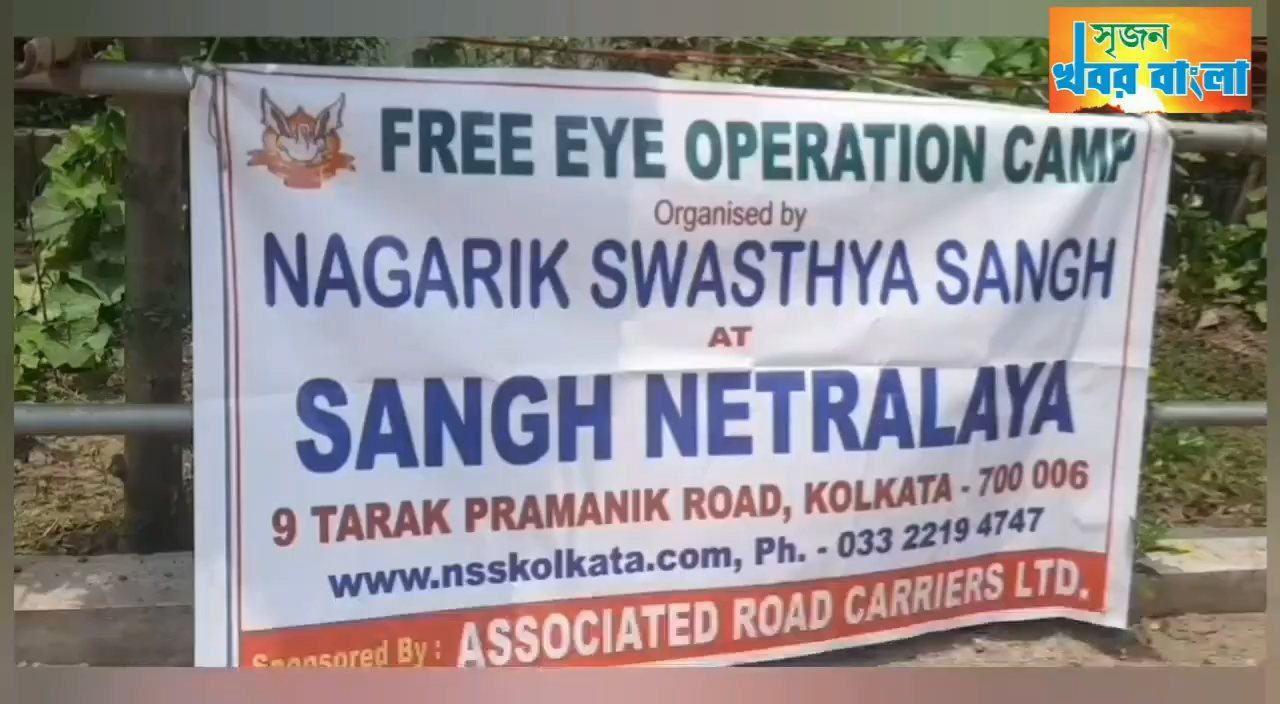 সৃজন
খবর বাংলা
FREE EYE OPERATION CAMP
Organised by
NAGARIK SWASTHYA SANGH
AT
SANGH NETRALAYA
9 TARAK PRAMANIK ROAD, KOLKATA - 700 006
www.nsskolkata.com, Ph. - 033 2219 4747
Sponsored By : ASSOCIATED ROAD CARRIERS LTD.